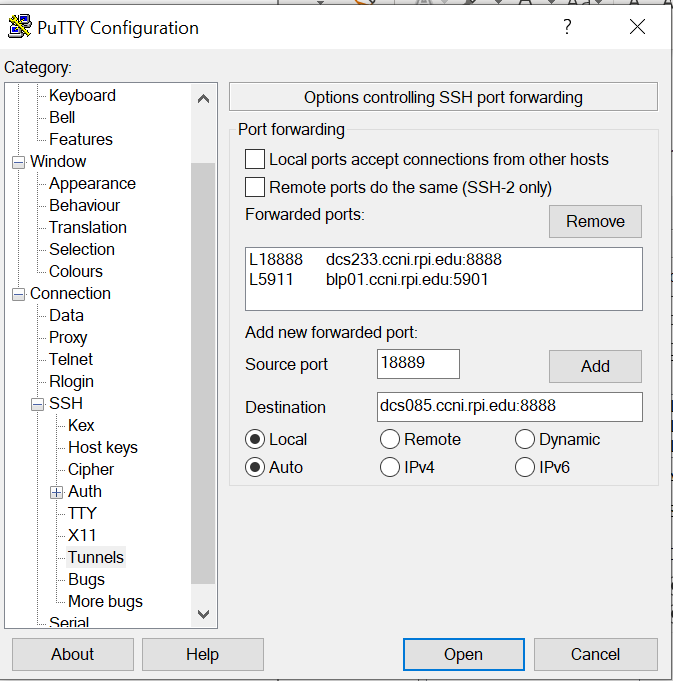 PuTTY Configuration
?
Category:
Keyboard
Bell
Features
Window
Appearance
Behaviour
Translation
Selection
Colours
Connection
Data
Proxy
Telnet
Rlogin
SSH
Kex
Host keys
Cipher
Auth
TTY
X11
Tunnels
Bugs
More bugs
Serial
Options controlling SSH port forwarding
Port forwarding
Local ports accept connections from other hosts
Remote ports do the same (SSH-2 only)
Forwarded ports:
Remove
L18888 dcs233.ccni.rpi.edu:8888
L5911 blp01.ccni.rpi.edu:5901
Add new forwarded port:
Source port 18889 Add
Destination dcs085.ccni.rpi.edu:8888
Local Remote Dynamic
Auto IPv4 IPv6
About Help Open Cancel